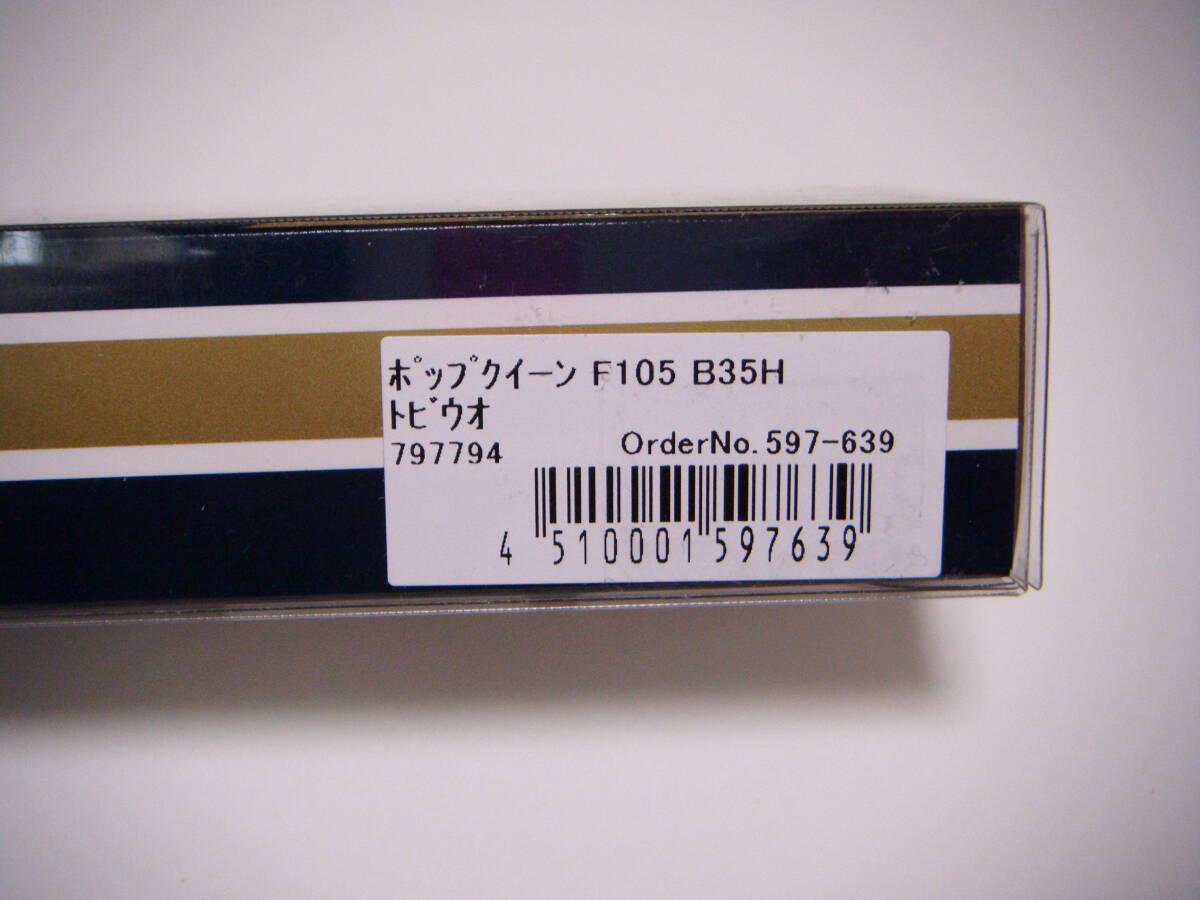 ﾎﾟｯﾌﾟｸｲｰﾝ F105 B35H
ﾄﾋﾞｳｵ
797794 OrderNo. 597-639
4 510001 597639